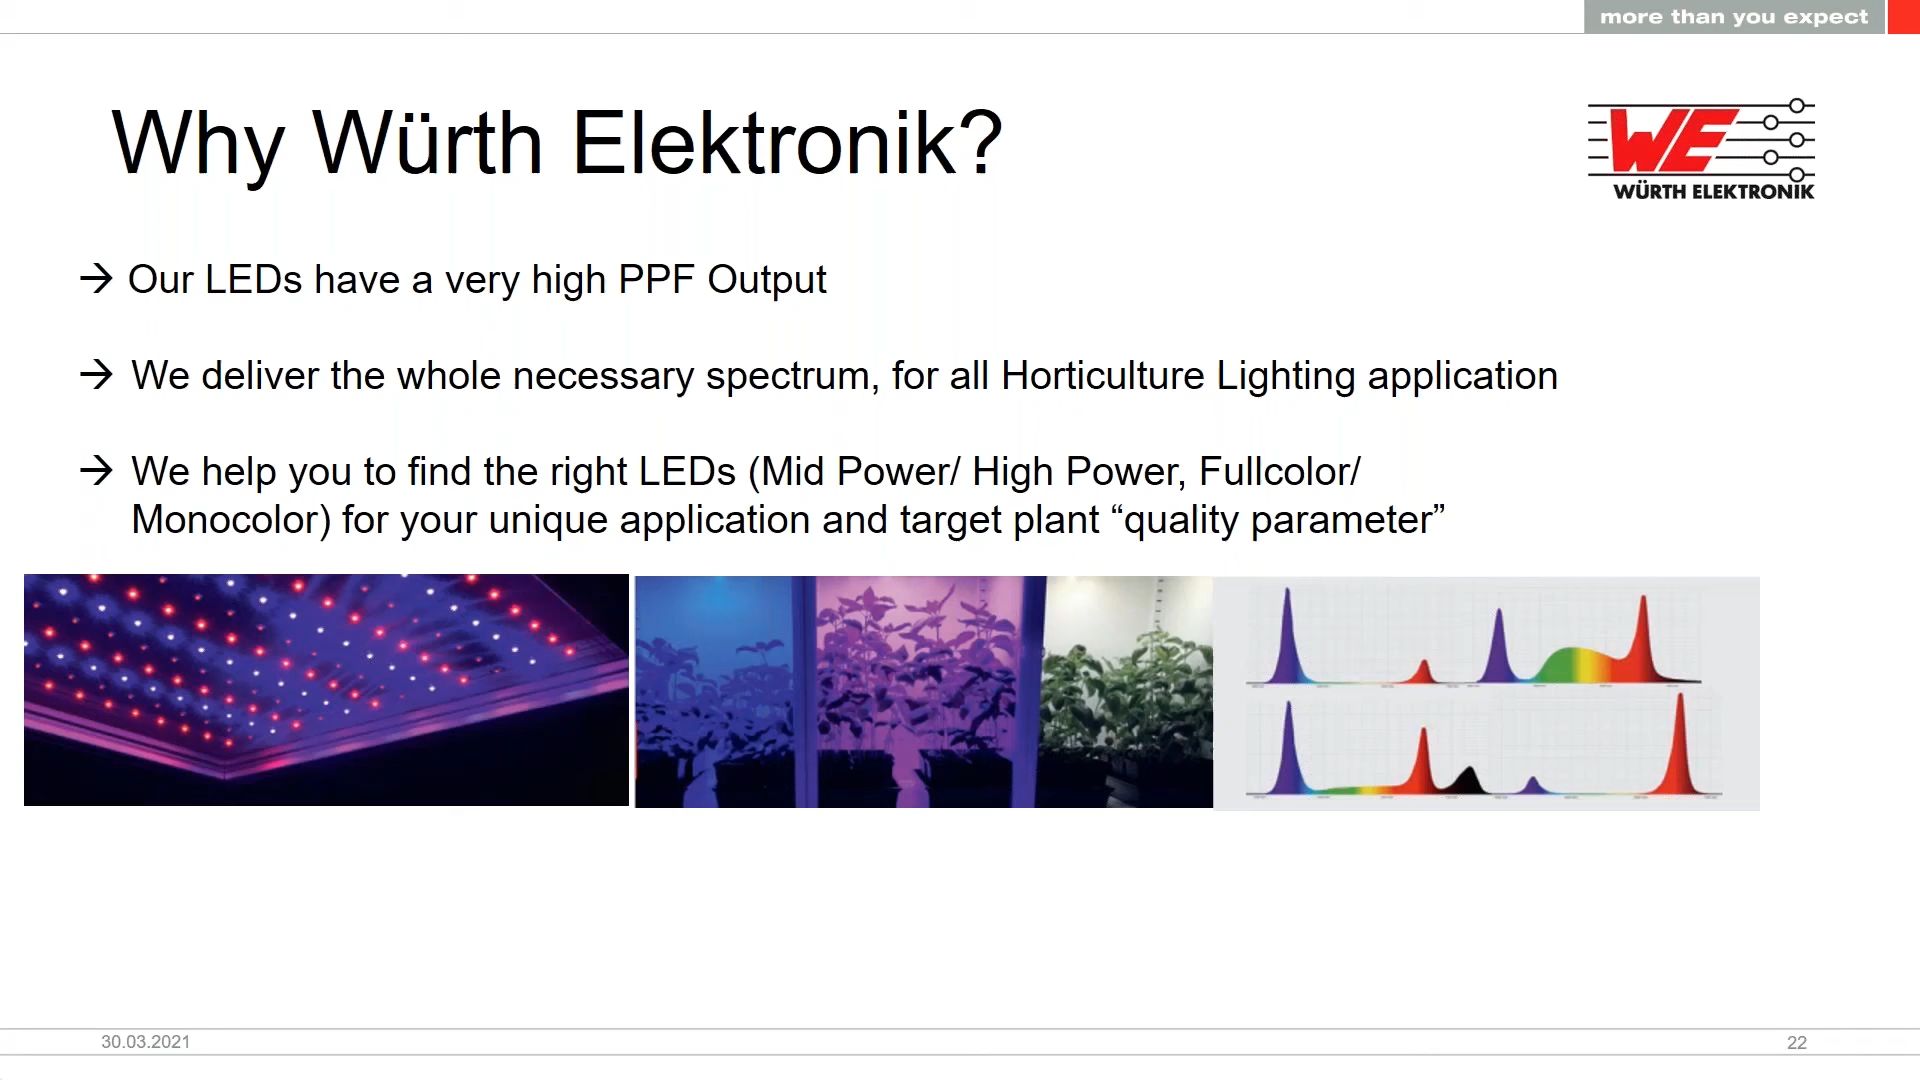 more than you expect
Why Würth Elektronik?
WE
WÜRTH ELEKTRONIK
→ Our LEDs have a very high PPF Output
→ We deliver the whole necessary spectrum, for all Horticulture Lighting application
→ We help you to find the right LEDs (Mid Power/ High Power, Fullcolor/
Monocolor) for your unique application and target plant “quality parameter”
30.03.2021
22